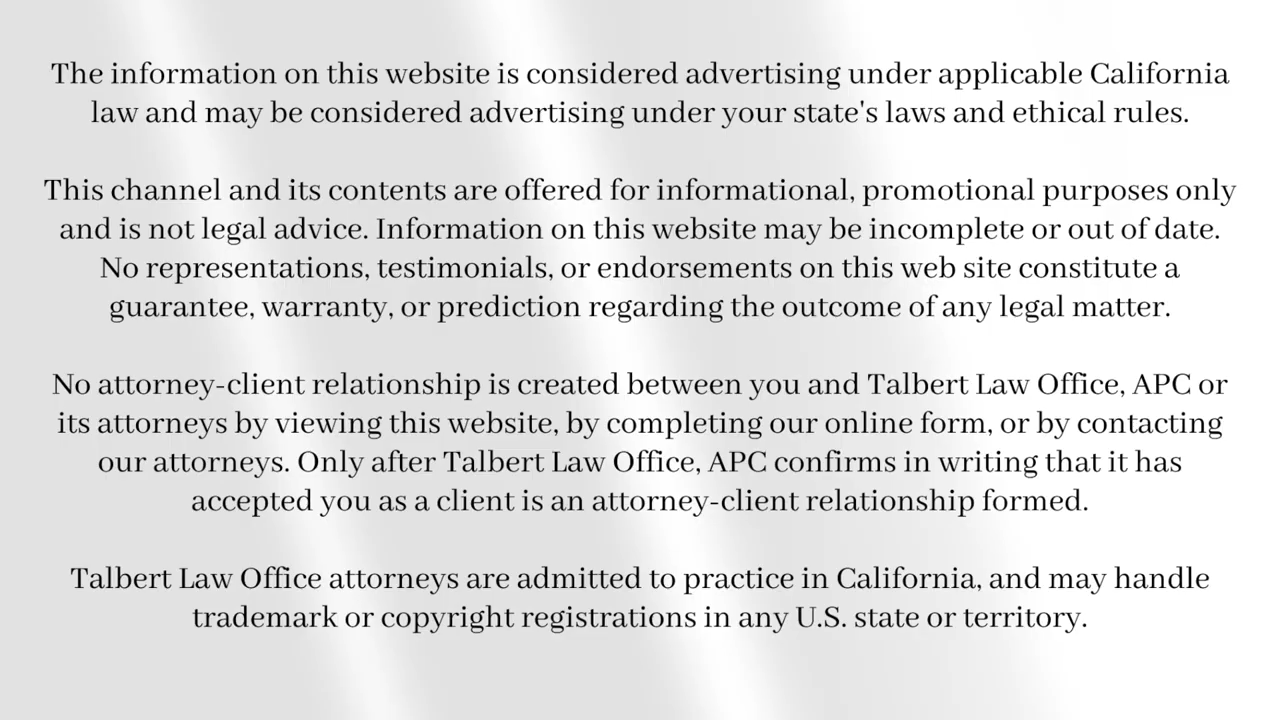 The information on this website is considered advertising under applicable California
law and may be considered advertising under your state's laws and ethical rules.
This channel and its contents are offered for informational, promotional purposes only
and is not legal advice. Information on this website may be incomplete or out of date.
No representations, testimonials, or endorsements on this web site constitute a
guarantee, warranty, or prediction regarding the outcome of any legal matter.
No attorney-client relationship is created between you and Talbert Law Office, APC or
its attorneys by viewing this website, by completing our online form, or by contacting
our attorneys. Only after Talbert Law Office, APC confirms in writing that it has
accepted you as a client is an attorney-client relationship formed.
Talbert Law Office attorneys are admitted to practice in California, and may handle
trademark or copyright registrations in any U.S. state or territory.